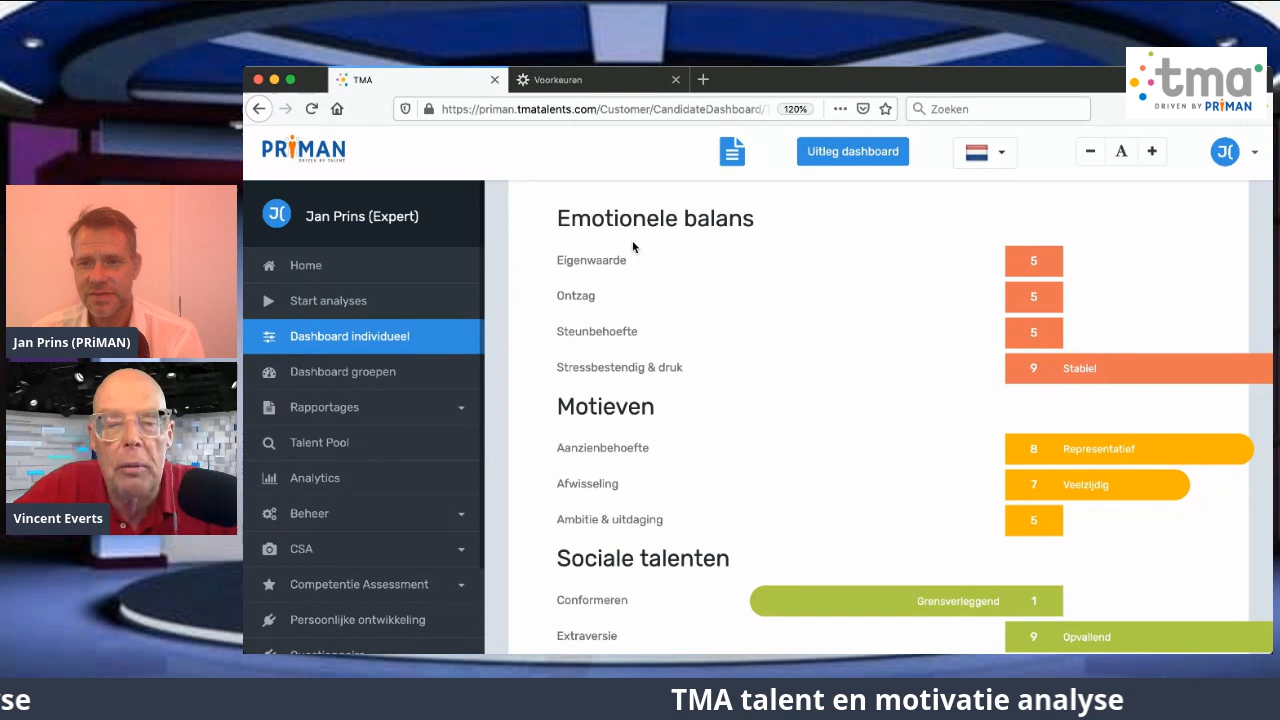 tma
DRIVEN BY PRiMAN
TMA
Voorkeuren
https://priman.tmatalents.com/Customer/CandidateDashboard/
120%
Zoeken
PRiMAN
DRIVEN BY TALENT
Uitleg dashboard
A
J(
J(
Jan Prins (Expert)
Home
Start analyses
Dashboard individueel
Dashboard groepen
Rapportages
Talent Pool
Analytics
Beheer
CSA
Competentie Assessment
Persoonlijke ontwikkeling
Emotionele balans
Eigenwaarde 5
Ontzag 5
Steunbehoefte 5
Stressbestendig & druk 9 Stabiel
Motieven
Aanzienbehoefte 8 Representatief
Afwisseling 7 Veelzijdig
Ambitie & uitdaging 5
Sociale talenten
Conformeren Grensverleggend 1
Extraversie 9 Opvallend
Jan Prins (PRiMAN)
Vincent Everts
se
TMA talent en motivatie analyse